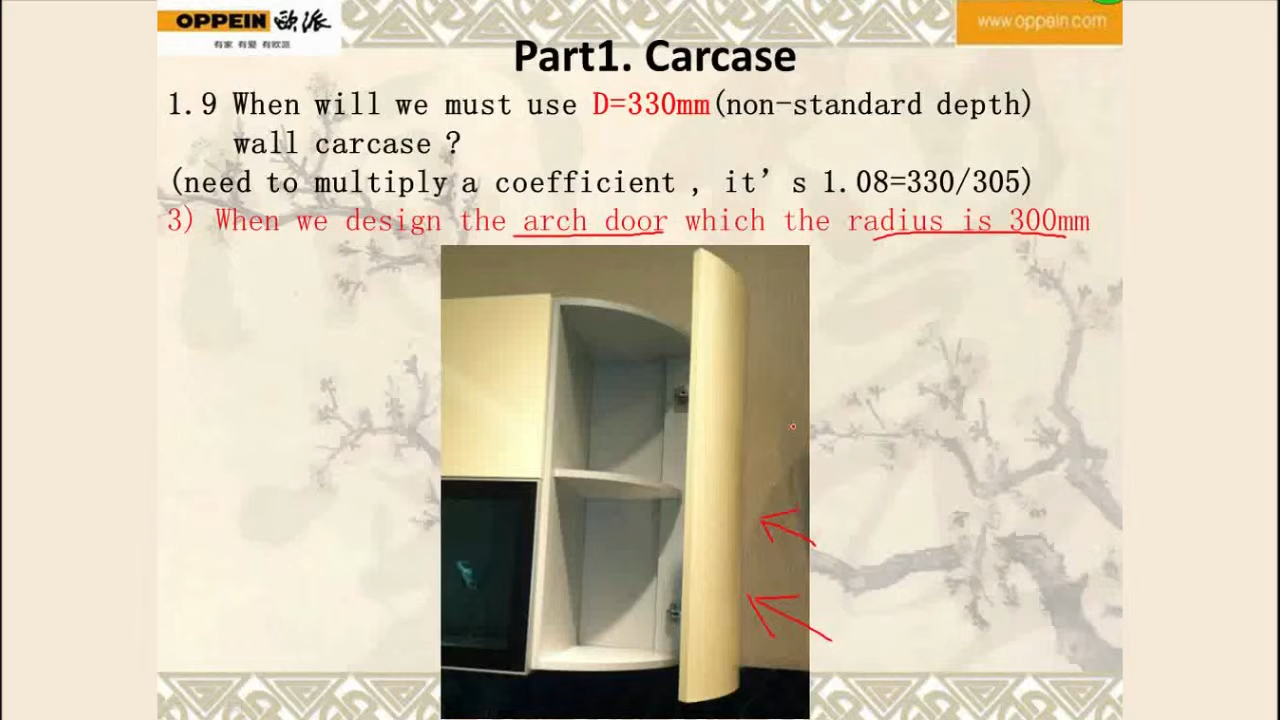 OPPEIN 欧派
有家 有爱 有欧派
www.oppein.com
Part1. Carcase
1.9 When will we must use D=330mm(non-standard depth)
wall carcase ?
(need to multiply a coefficient , it’s 1.08=330/305)
3) When we design the arch door which the radius is 300mm